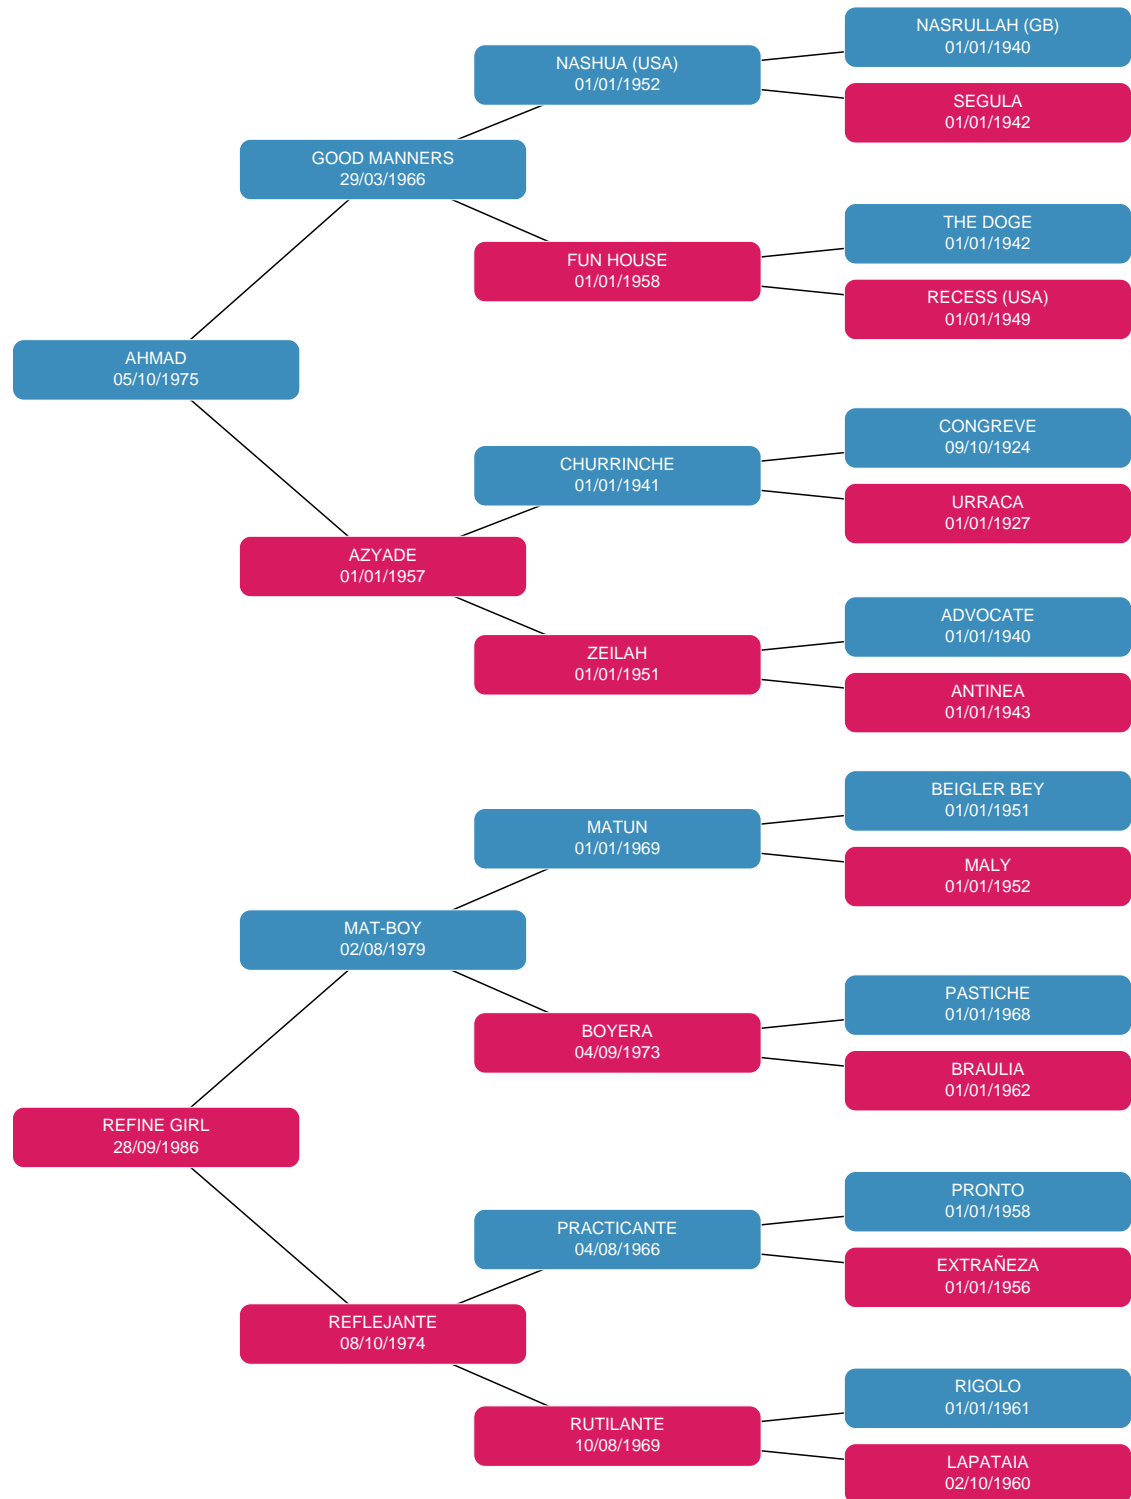 NASRULLAH (GB)
01/01/1940
NASHUA (USA)
01/01/1952
SEGULA
01/01/1942
GOOD MANNERS
29/03/1966
THE DOGE
01/01/1942
FUN HOUSE
01/01/1958
RECESS (USA)
01/01/1949
AHMAD
05/10/1975
CONGREVE
09/10/1924
CHURRINCHE
01/01/1941
URRACA
01/01/1927
AZYADE
01/01/1957
ADVOCATE
01/01/1940
ZEILAH
01/01/1951
ANTINEA
01/01/1943
BEIGLER BEY
01/01/1951
MATUN
01/01/1969
MALY
01/01/1952
MAT-BOY
02/08/1979
PASTICHE
01/01/1968
BOYERA
04/09/1973
BRAULIA
01/01/1962
REFINE GIRL
28/09/1986
PRONTO
01/01/1958
PRACTICANTE
04/08/1966
EXTRAÑEZA
01/01/1956
REFLEJANTE
08/10/1974
RIGOLO
01/01/1961
RUTILANTE
10/08/1969
LAPATAIA
02/10/1960